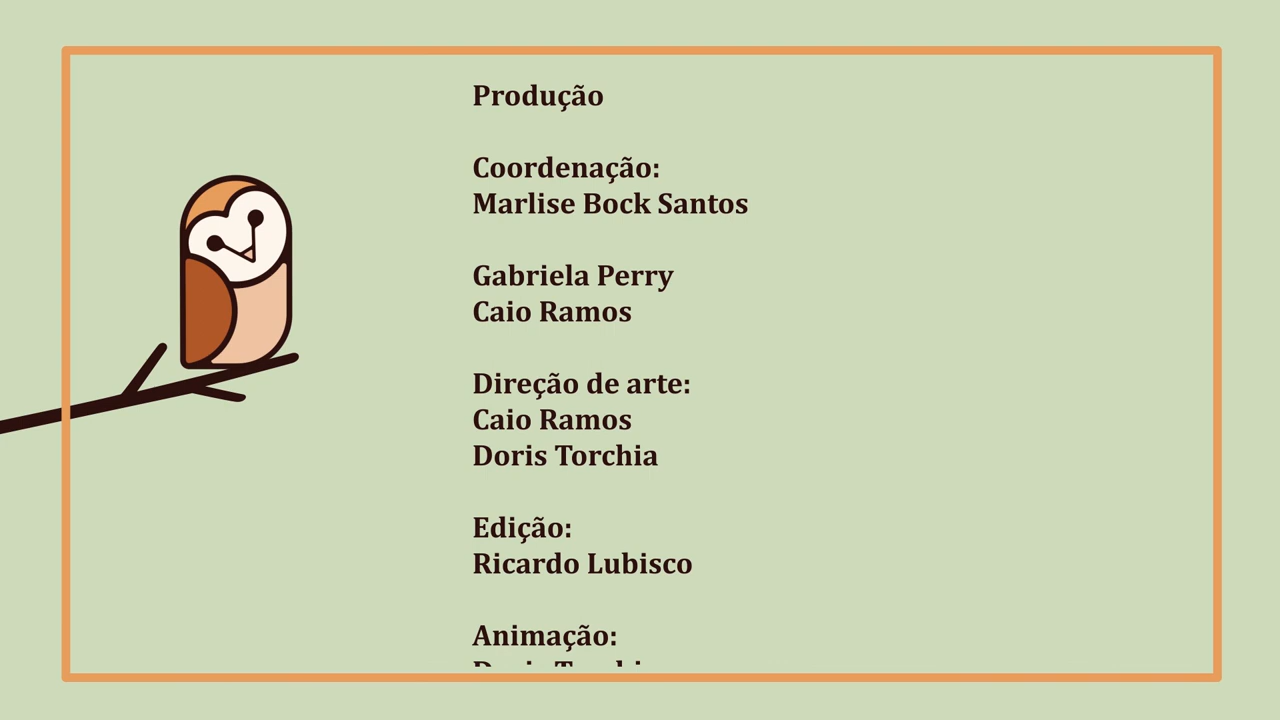 Produção
Coordenação:
Marlise Bock Santos
Gabriela Perry
Caio Ramos
Direção de arte:
Caio Ramos
Doris Torchia
Edição:
Ricardo Lubisco
Animação: